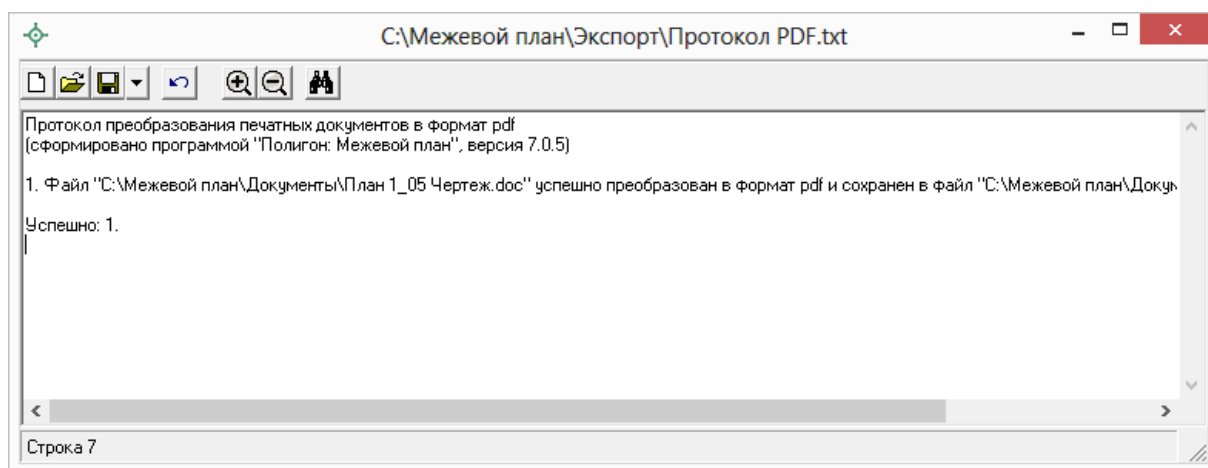 С:\Межевой план\Экспорт\Протокол PDF.txt
Протокол преобразования печатных документов в формат pdf
(сформировано программой "Полигон: Межевой план", версия 7.0.5)
1. Файл "C:\Межевой план\Документы\План 1_05 Чертеж.doc" успешно преобразован в формат pdf и сохранен в файл "C:\Межевой план\Докум
Успешно: 1.
Строка 7